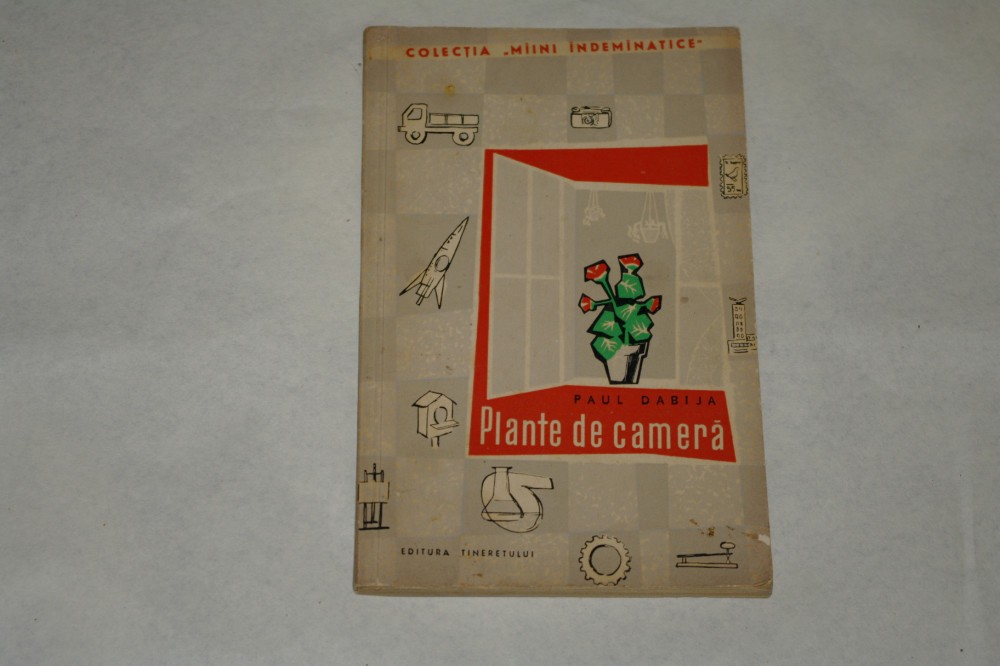 COLECȚIA „MÎINI ÎNDEMÎNATICE"
PAUL DABIJA
Plante de cameră
EDITURA TINERETULUI